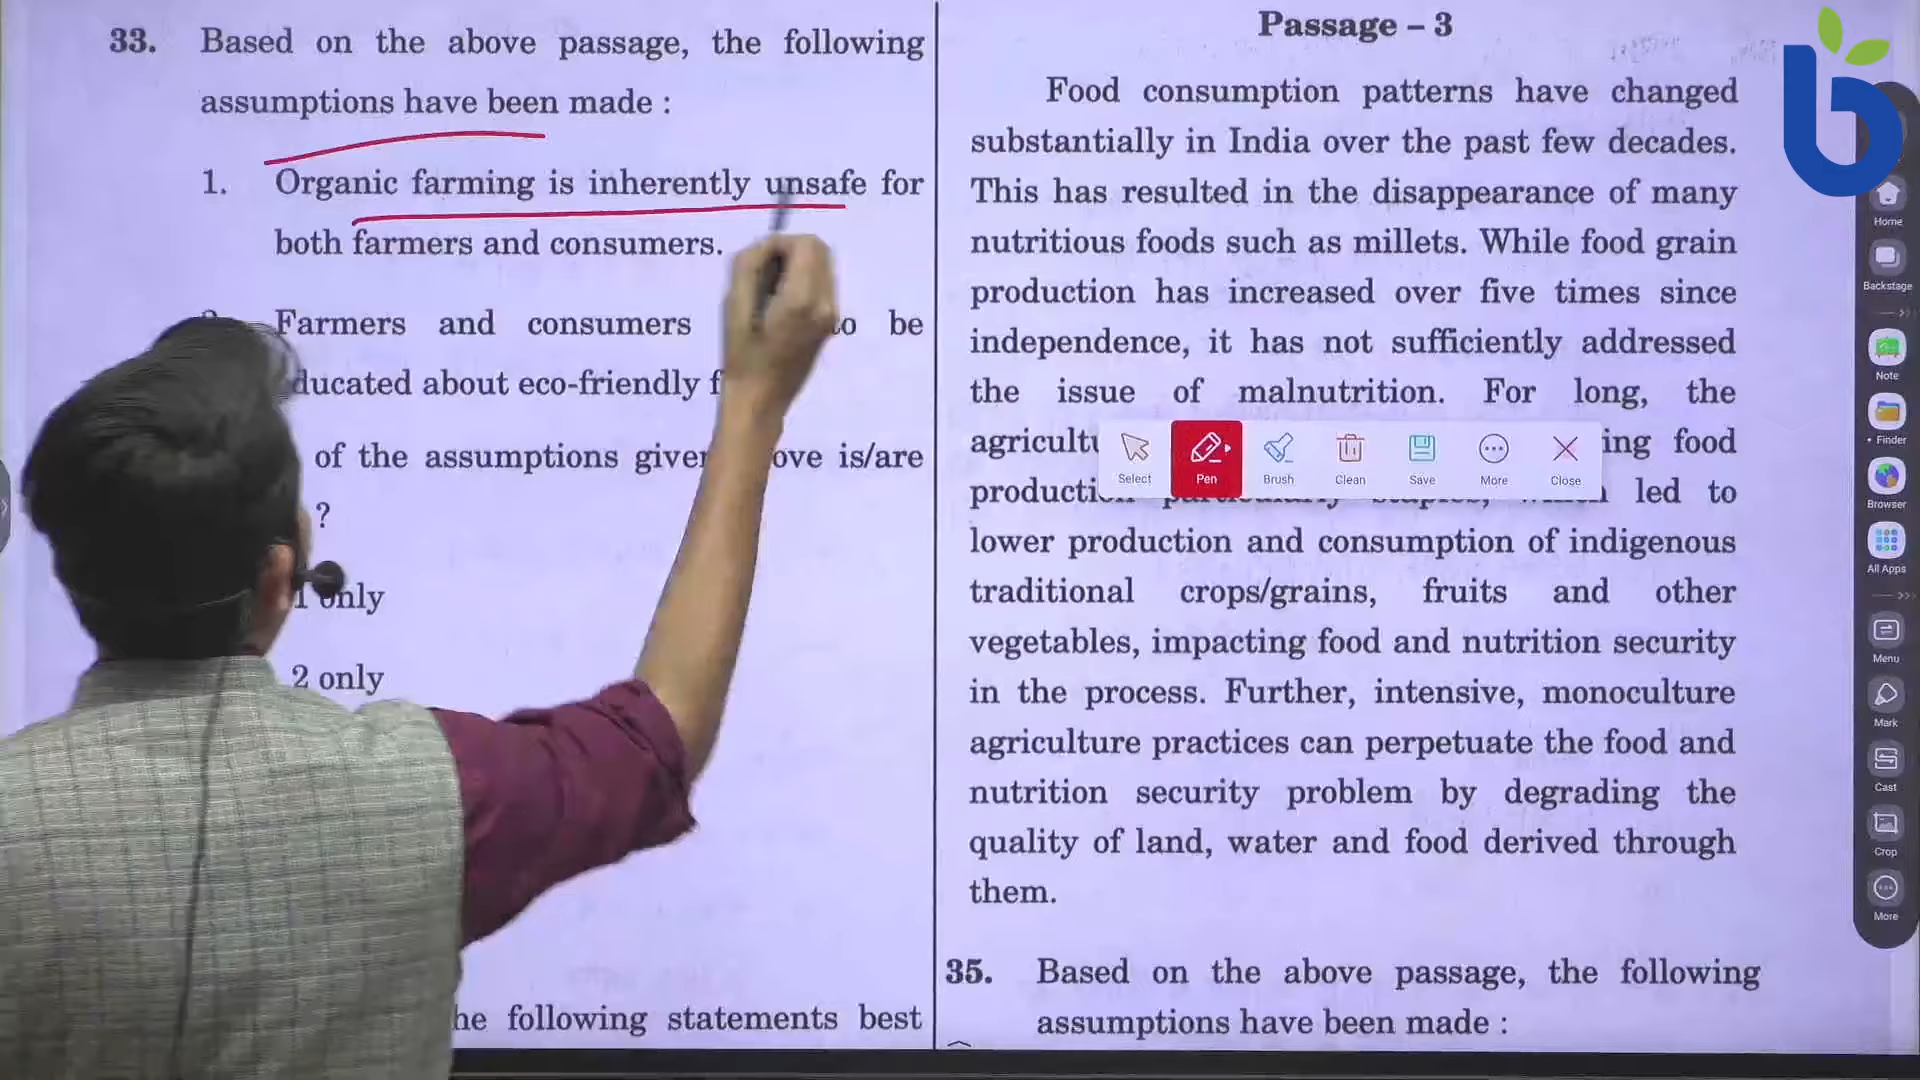 33. Based on the above passage, the following
assumptions have been made :
1. Organic farming is inherently unsafe for
both farmers and consumers.
Farmers and consumers to be
ducated about eco-friendly f
of the assumptions given ove is/are
?
1 only
2 only
he following statements best
Passage – 3
Food consumption patterns have changed
substantially in India over the past few decades.
This has resulted in the disappearance of many
nutritious foods such as millets. While food grain
production has increased over five times since
independence, it has not sufficiently addressed
the issue of malnutrition. For long, the
agricultu ing food
producti particularly staples, which led to
lower production and consumption of indigenous
traditional crops/grains, fruits and other
vegetables, impacting food and nutrition security
in the process. Further, intensive, monoculture
agriculture practices can perpetuate the food and
nutrition security problem by degrading the
quality of land, water and food derived through
them.
35. Based on the above passage, the following
assumptions have been made :
Select
Pen
Brush
Clean
Save
More
Close
b
Home
Backstage
Note
Finder
Browser
All Apps
Menu
Mark
Cast
Crop
More